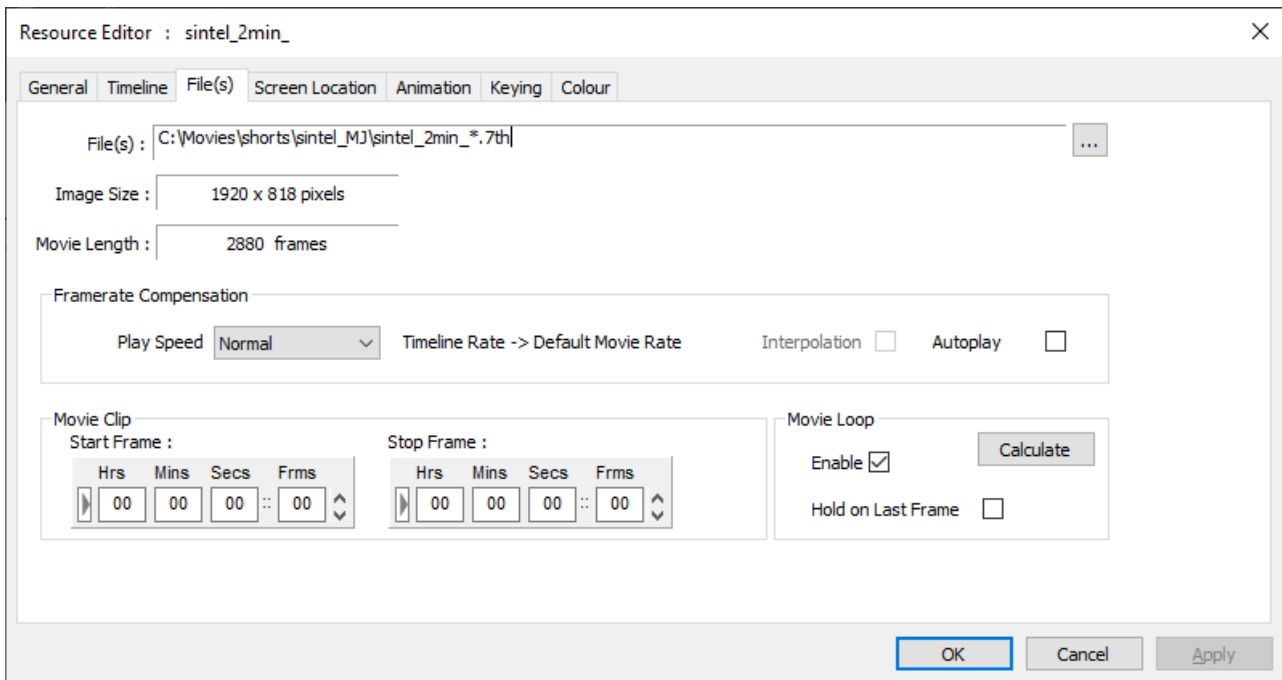 Resource Editor : sintel_2min_
General Timeline File(s) Screen Location Animation Keying Colour
File(s) : C:\Movies\shorts\sintel_MJ\sintel_2min_*.7th ...
Image Size : 1920 x 818 pixels
Movie Length : 2880 frames
Framerate Compensation
Play Speed Normal Timeline Rate -> Default Movie Rate Interpolation Autoplay
Movie Clip
Start Frame : Stop Frame :
Hrs Mins Secs Frms Hrs Mins Secs Frms
00 00 00 :: 00 00 00 00 :: 00
Movie Loop
Calculate
Enable
Hold on Last Frame
OK Cancel Apply